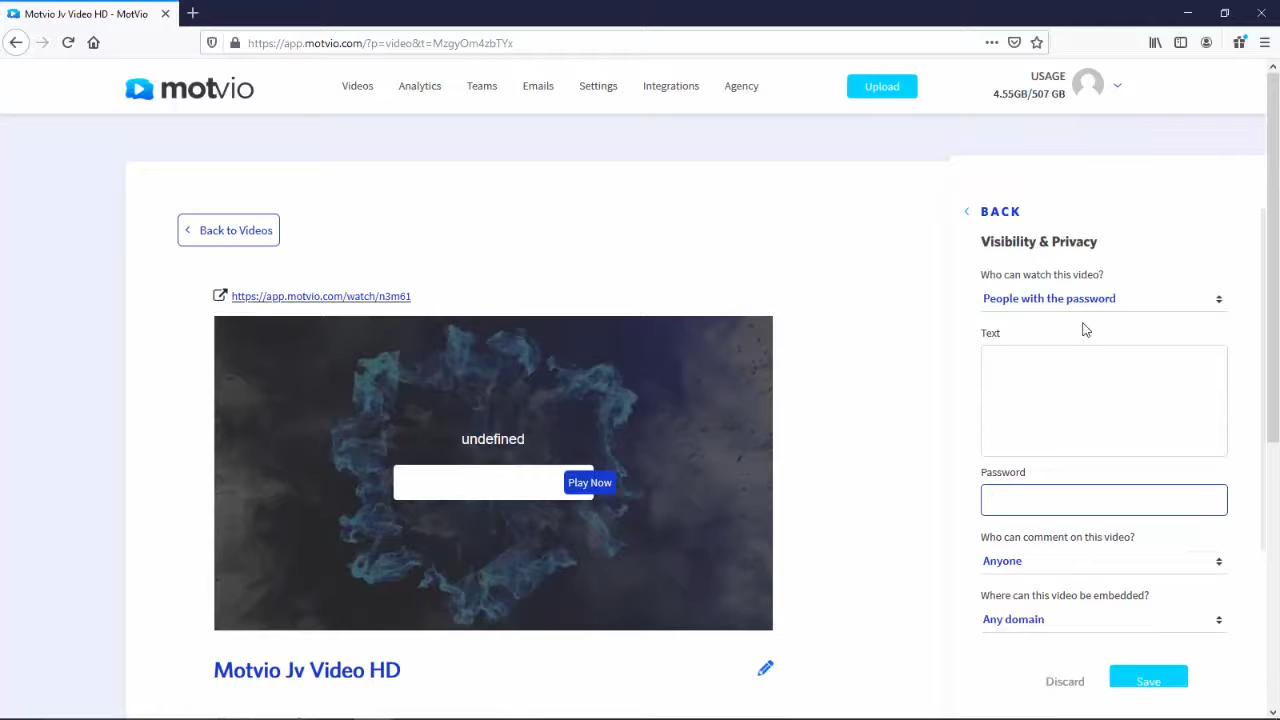 Motvio Jv Video HD - MotVio
https://app.motvio.com/?p=video&t=MzgyOm4zbTYx
motvio
Videos
Analytics
Teams
Emails
Settings
Integrations
Agency
Upload
USAGE
4.55GB/507 GB
Back to Videos
https://app.motvio.com/watch/n3m61
undefined
Play Now
Motvio Jv Video HD
BACK
Visibility & Privacy
Who can watch this video?
People with the password
Text
Password
Who can comment on this video?
Anyone
Where can this video be embedded?
Any domain
Discard
Save